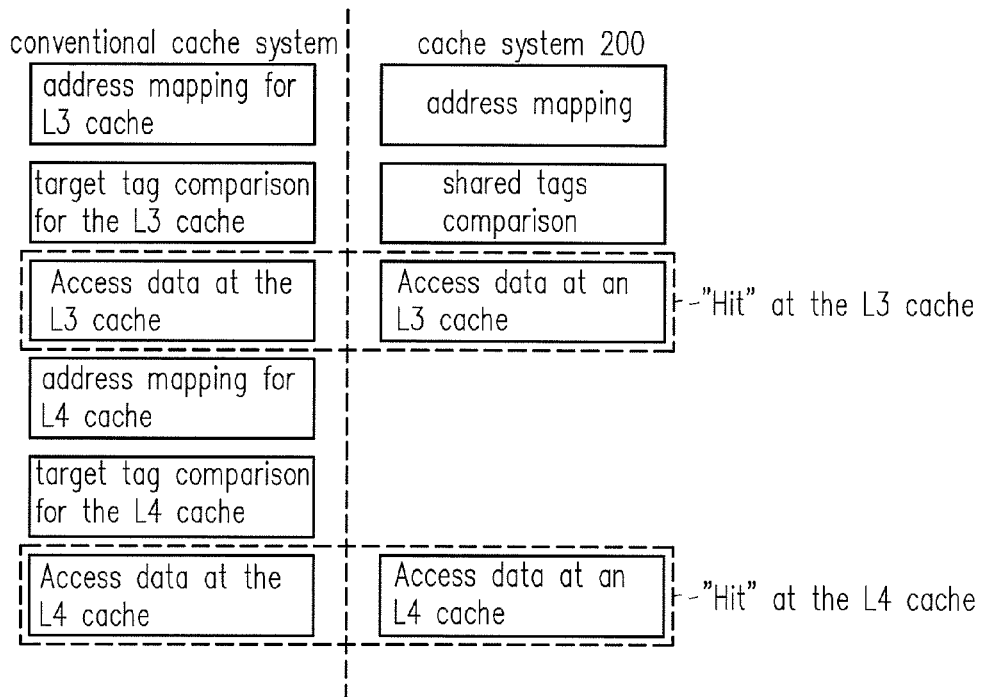 conventional cache system
address mapping for
L3 cache
target tag comparison
for the L3 cache
Access data at the
L3 cache
address mapping for
L4 cache
target tag comparison
for the L4 cache
Access data at the
L4 cache
cache system 200
address mapping
shared tags
comparison
Access data at an
L3 cache
Access data at an
L4 cache
"Hit" at the L3 cache
"Hit" at the L4 cache